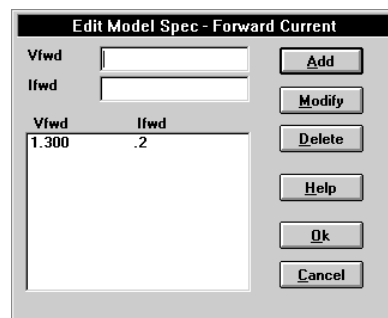 Edit Model Spec - Forward Current
Vfwd
Add
Ifwd
Modify
Vfwd Ifwd
Delete
1.300 .2
Help
Ok
Cancel